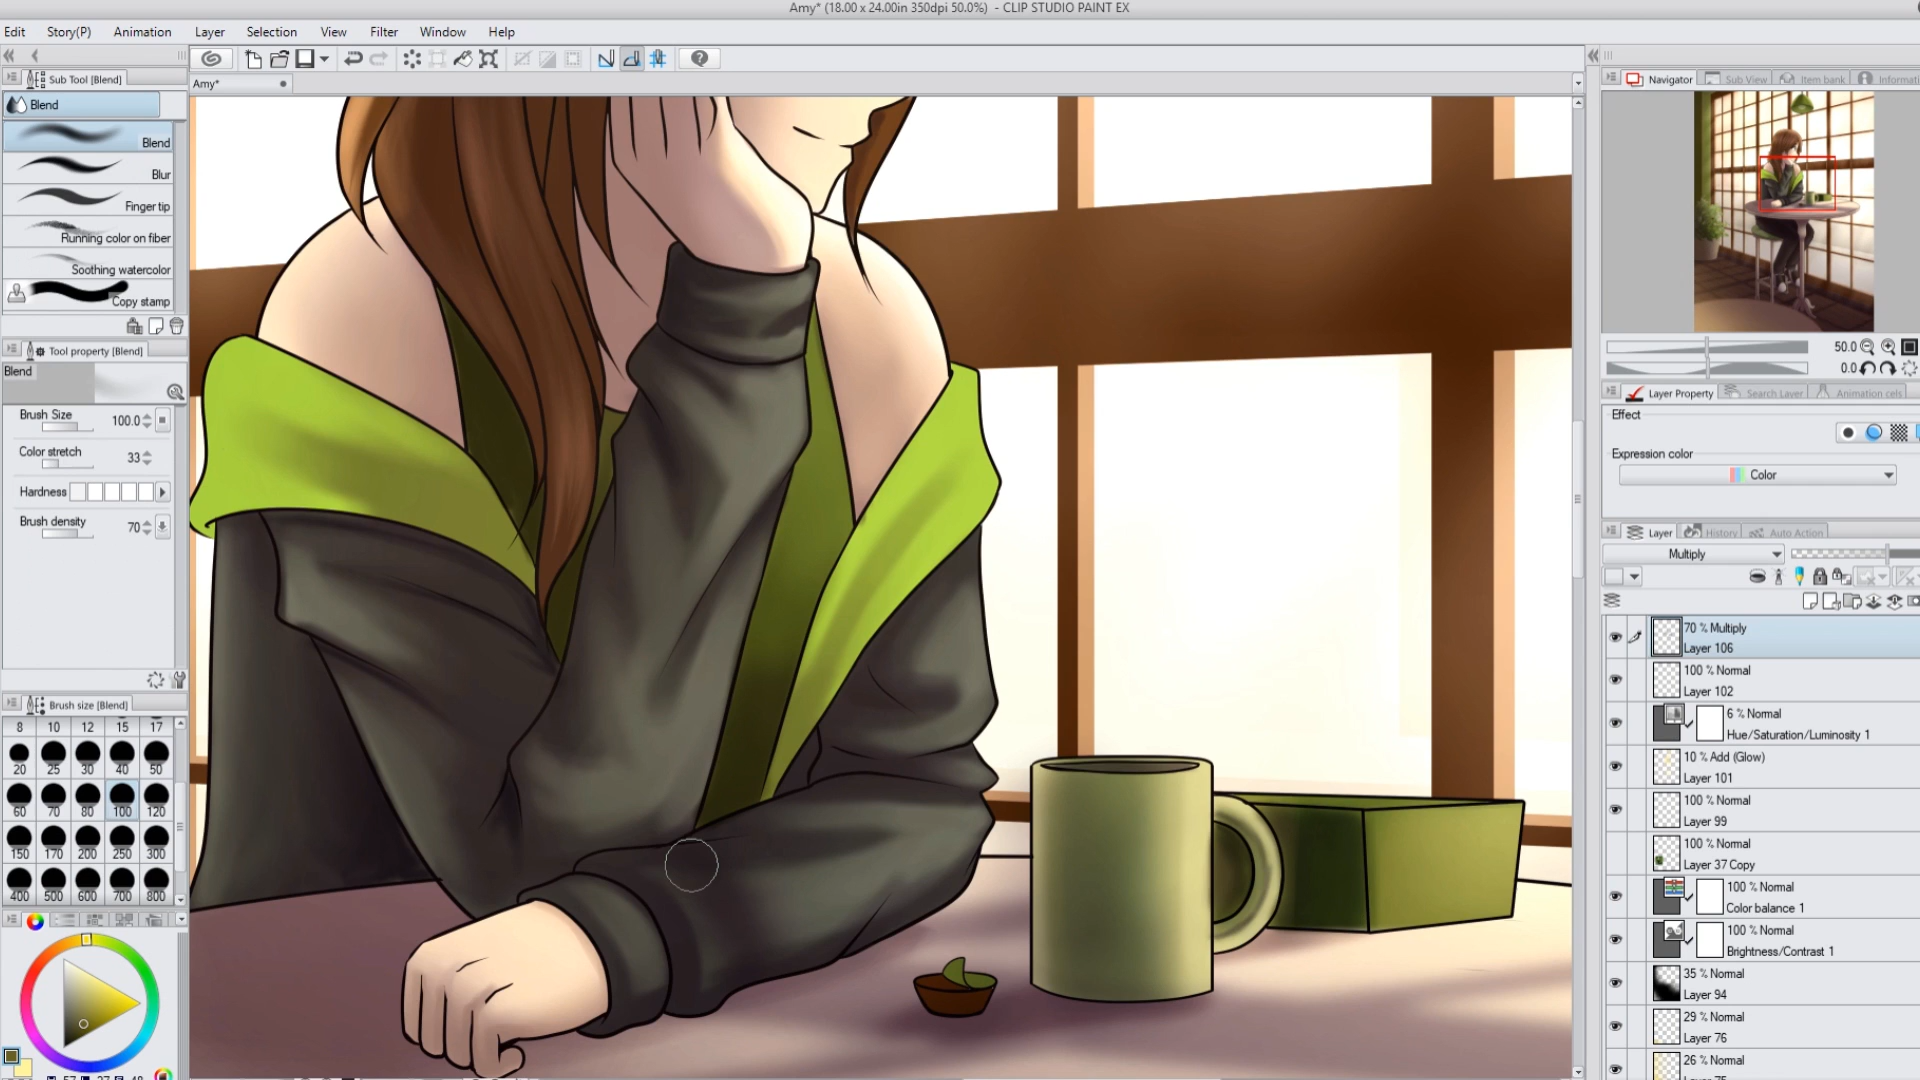 Amy* (18.00 x 24.00in 350dpi 50.0%) - CLIP STUDIO PAINT EX
Edit Story(P) Animation Layer Selection View Filter Window Help
Sub Tool [Blend]
Blend
Blend
Blur
Finger tip
Running color on fiber
Soothing watercolor
Copy stamp
Tool property [Blend]
Blend
Brush Size 100.0
Color stretch 33
Hardness
Brush density 70
Brush size [Blend]
8 10 12 15 17
20 25 30 40 50
60 70 80 100 120
150 170 200 250 300
400 500 600 700 800
Amy*
Navigator Sub View Item bank Informati
50.0
0.0
Layer Property Search Layer Animation cels
Effect
Expression color
Color
Layer History Auto Action
Multiply
70 % Multiply
Layer 106
100 % Normal
Layer 102
6 % Normal
Hue/Saturation/Luminosity 1
10 % Add (Glow)
Layer 101
100 % Normal
Layer 99
100 % Normal
Layer 37 Copy
100 % Normal
Color balance 1
100 % Normal
Brightness/Contrast 1
35 % Normal
Layer 94
29 % Normal
Layer 76
26 % Normal